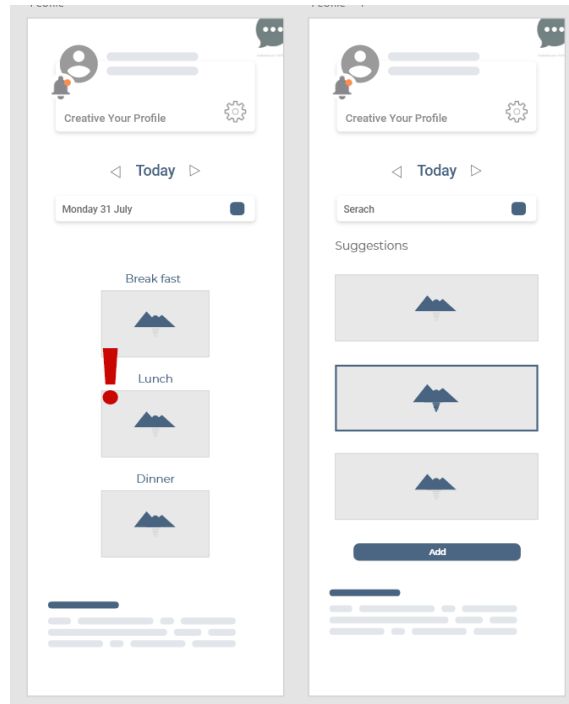 Creative Your Profile
Today
Monday 31 July
Break fast
Lunch
Dinner
Creative Your Profile
Today
Serach
Suggestions
Add